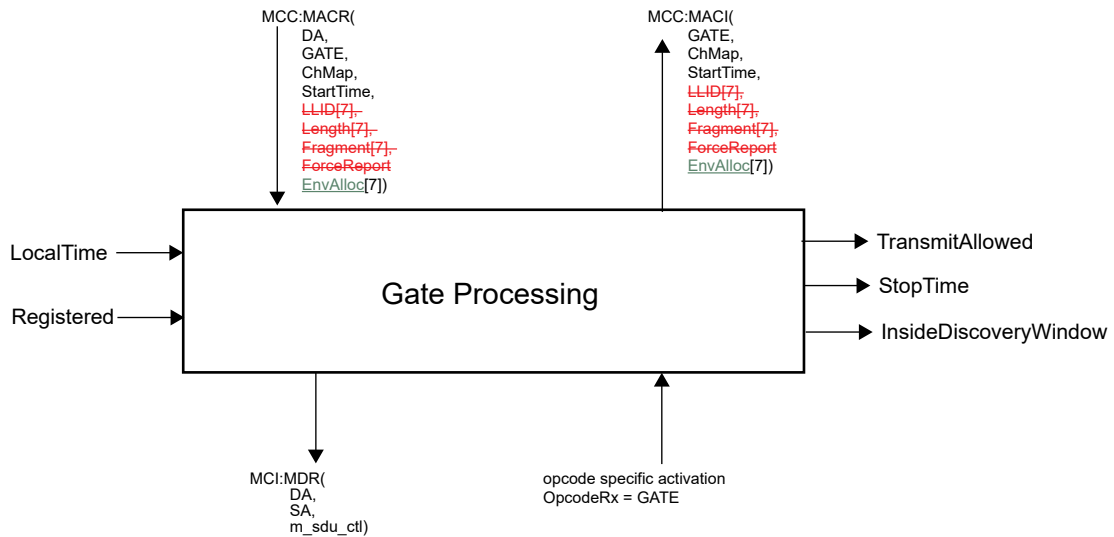 MCC:MACR(
DA,
GATE,
ChMap,
StartTime,
LLID[7],
Length[7],
Fragment[7],
ForceReport
EnvAlloc[7])
MCC:MACI(
GATE,
ChMap,
StartTime,
LLID[7],
Length[7],
Fragment[7],
ForceReport
EnvAlloc[7])
LocalTime
Registered
Gate Processing
TransmitAllowed
StopTime
InsideDiscoveryWindow
MCI:MDR(
DA,
SA,
m_sdu_ctl)
opcode specific activation
OpcodeRx = GATE